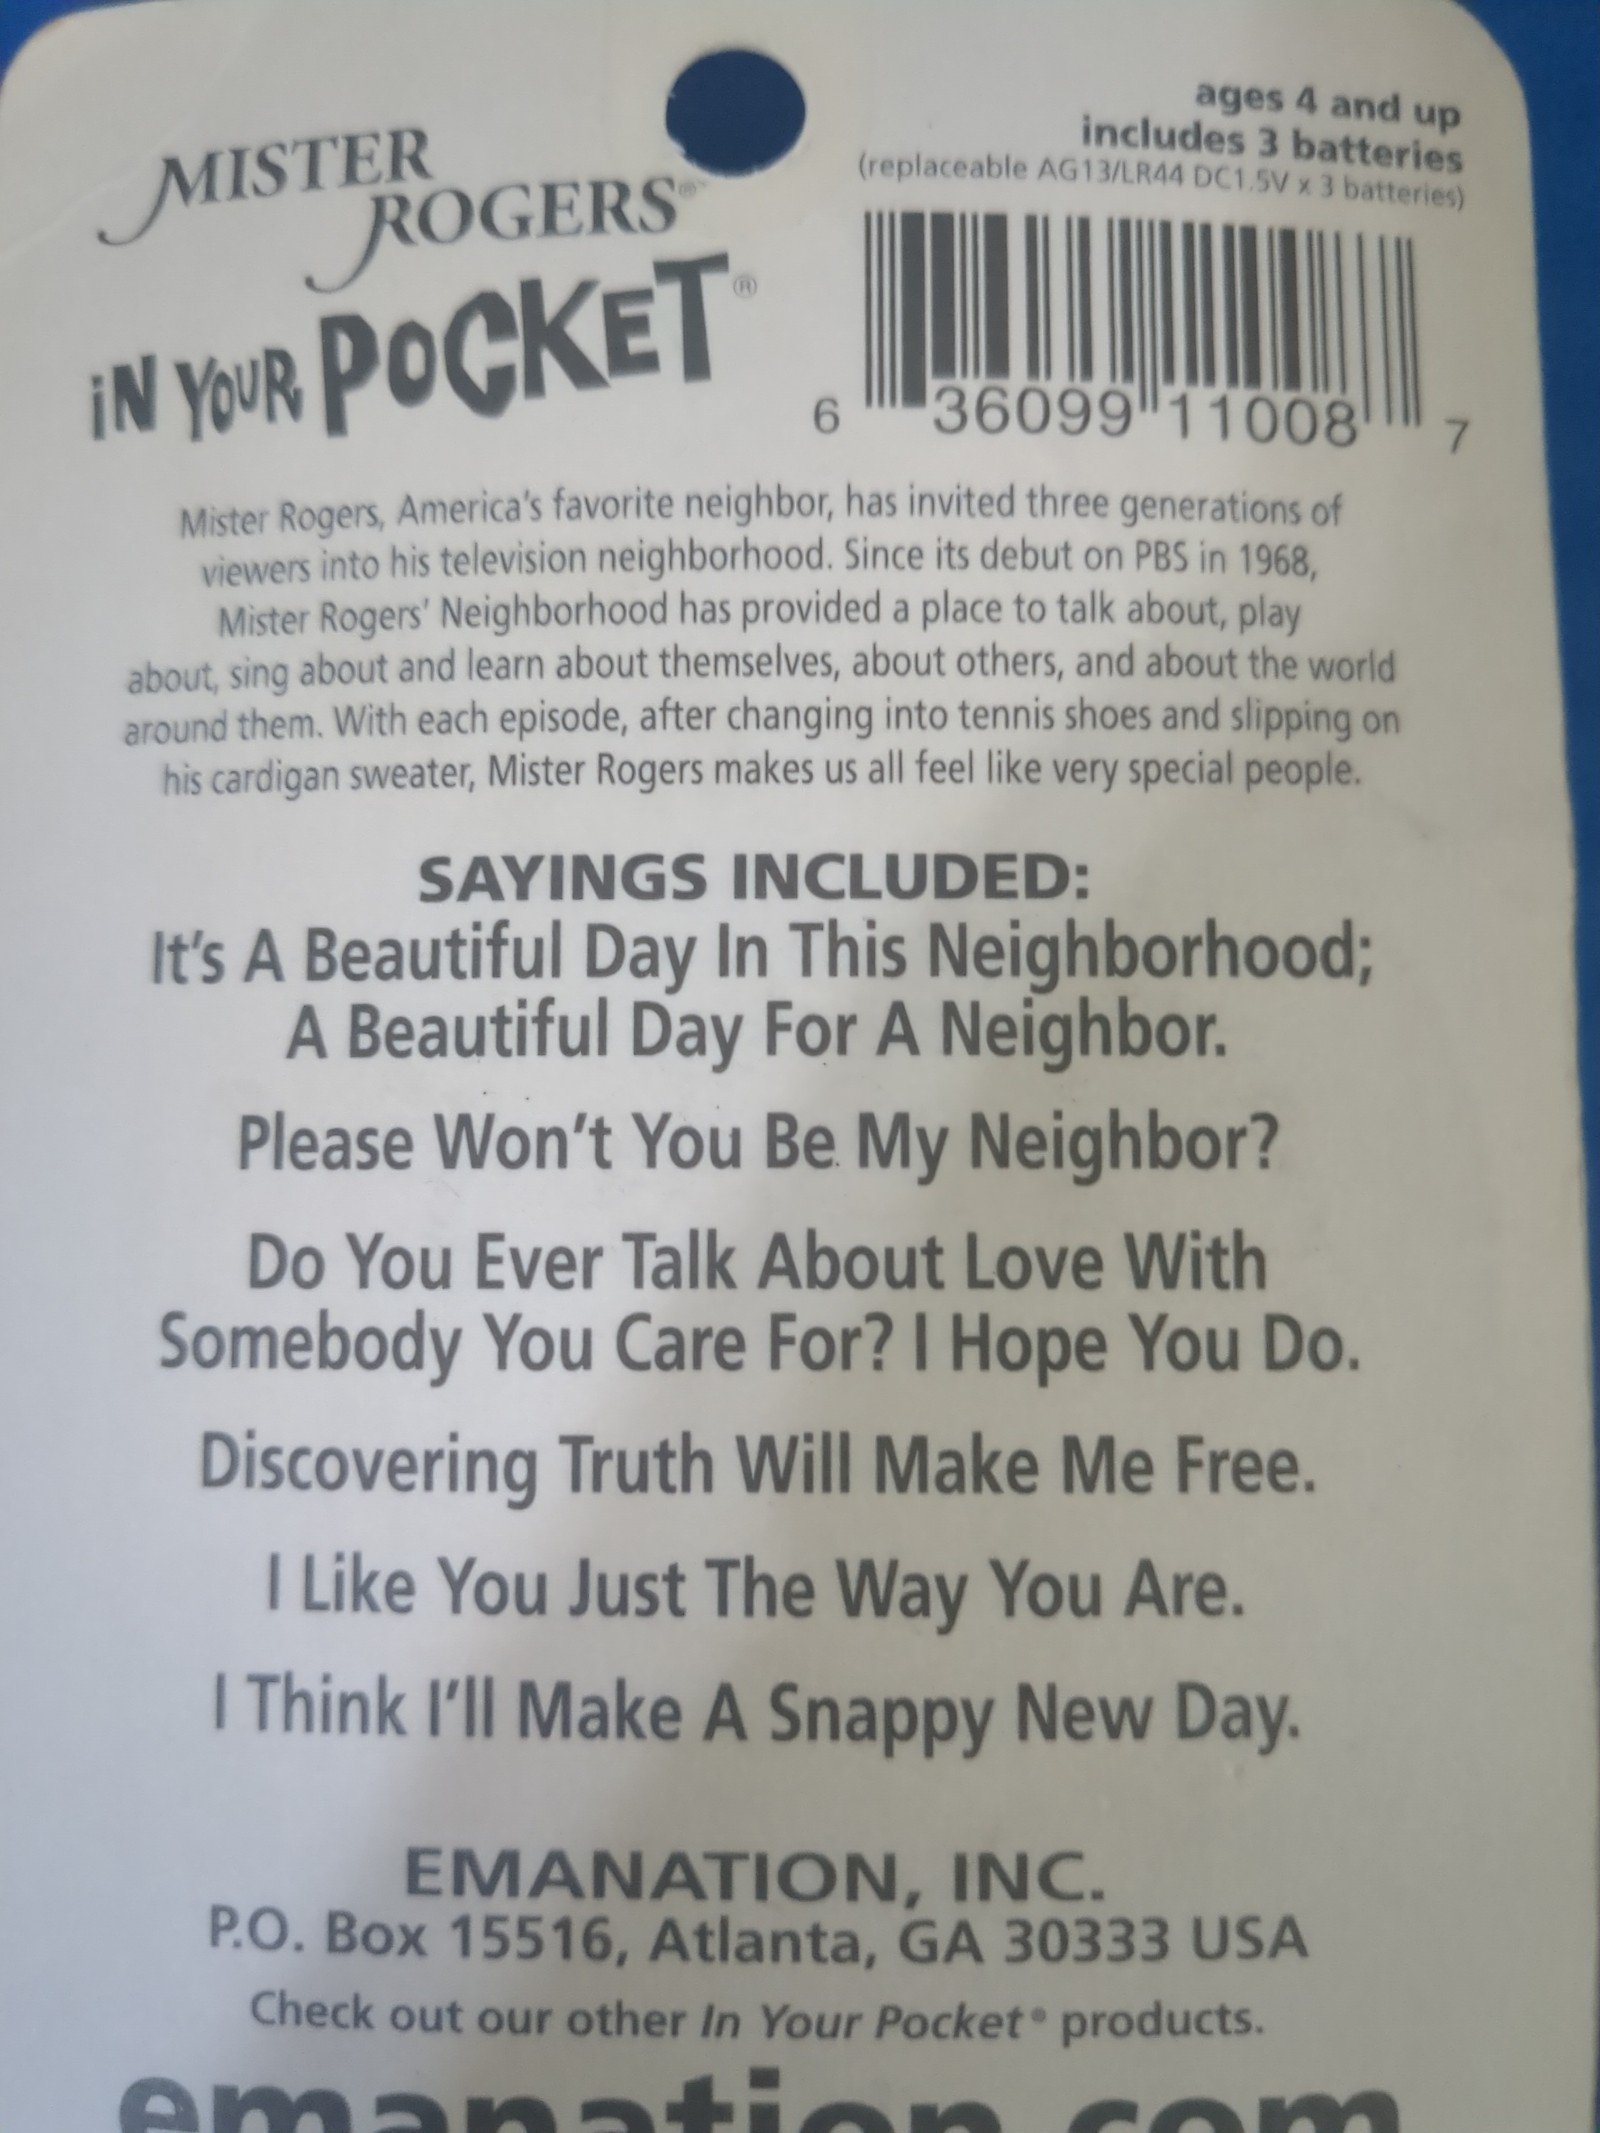 MISTER
ROGERS®
iN YOUR POCKET®
ages 4 and up
includes 3 batteries
(replaceable AG13/LR44 DC1.5V x 3 batteries)
6 36099 11008 7
Mister Rogers, America's favorite neighbor, has invited three generations of
viewers into his television neighborhood. Since its debut on PBS in 1968,
Mister Rogers' Neighborhood has provided a place to talk about, play
about, sing about and learn about themselves, about others, and about the world
around them. With each episode, after changing into tennis shoes and slipping on
his cardigan sweater, Mister Rogers makes us all feel like very special people.
SAYINGS INCLUDED:
It's A Beautiful Day In This Neighborhood;
A Beautiful Day For A Neighbor.
Please Won't You Be My Neighbor?
Do You Ever Talk About Love With
Somebody You Care For? I Hope You Do.
Discovering Truth Will Make Me Free.
I Like You Just The Way You Are.
I Think I'll Make A Snappy New Day.
EMANATION, INC.
P.O. Box 15516, Atlanta, GA 30333 USA
Check out our other In Your Pocket® products.
emanation.com